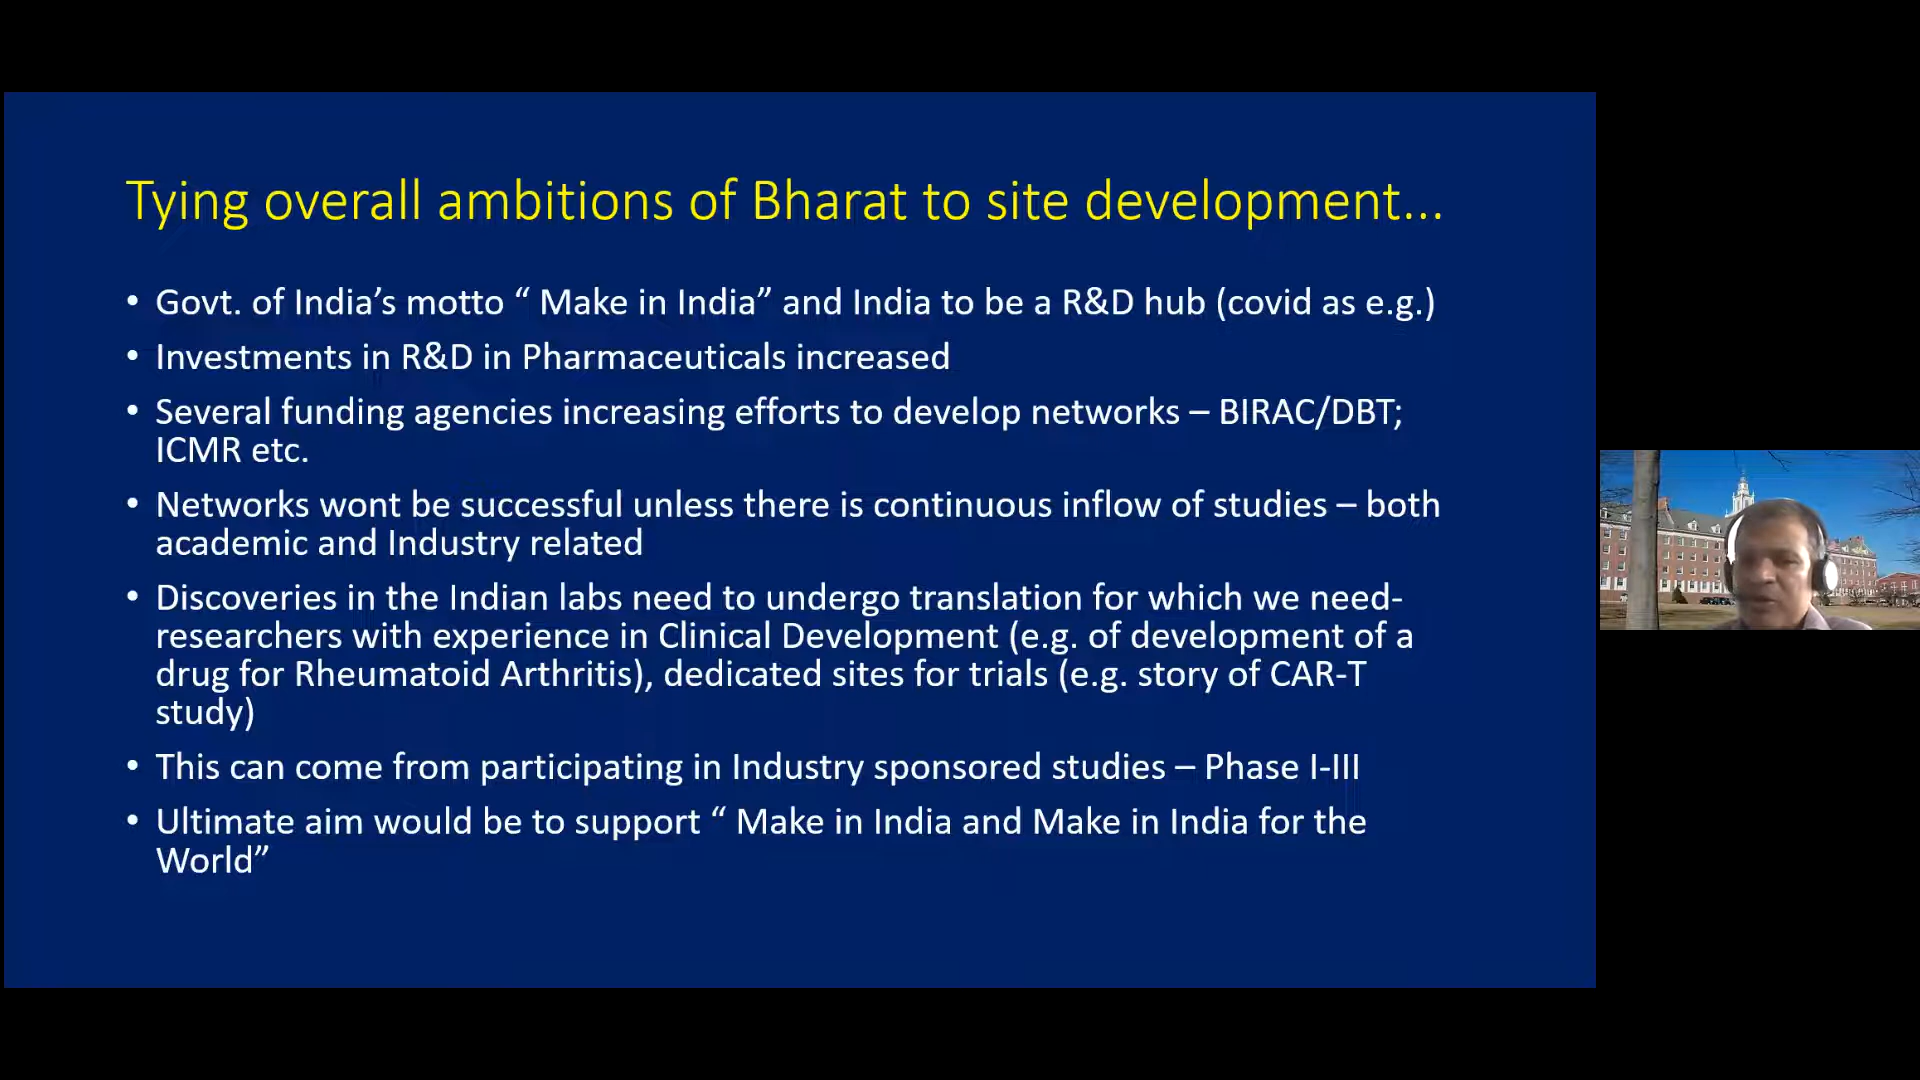 Tying overall ambitions of Bharat to site development...
• Govt. of India’s motto “ Make in India” and India to be a R&D hub (covid as e.g.)
• Investments in R&D in Pharmaceuticals increased
• Several funding agencies increasing efforts to develop networks – BIRAC/DBT;
ICMR etc.
• Networks wont be successful unless there is continuous inflow of studies – both
academic and Industry related
• Discoveries in the Indian labs need to undergo translation for which we need-
researchers with experience in Clinical Development (e.g. of development of a
drug for Rheumatoid Arthritis), dedicated sites for trials (e.g. story of CAR-T
study)
• This can come from participating in Industry sponsored studies – Phase I-III
• Ultimate aim would be to support “ Make in India and Make in India for the
World”